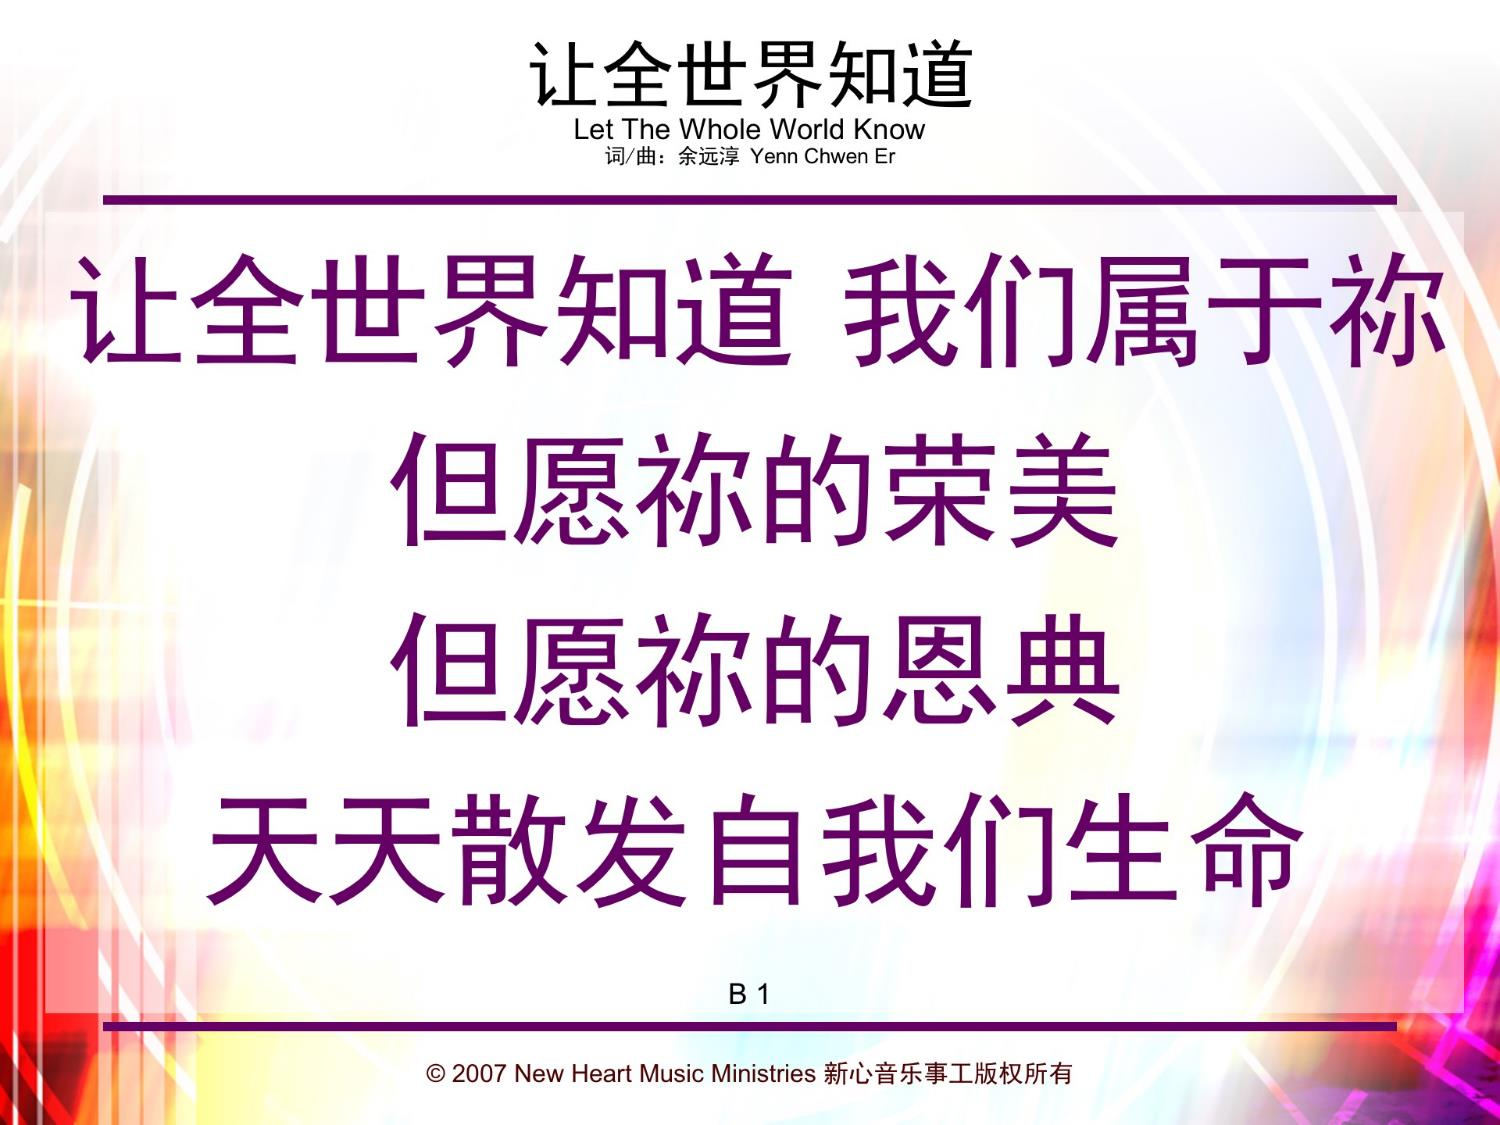 让全世界知道
Let The Whole World Know
词/曲：余远淳 Yenn Chwen Er
让全世界知道 我们属于祢
但愿祢的荣美
但愿祢的恩典
天天散发自我们生命
B 1
© 2007 New Heart Music Ministries 新心音乐事工版权所有